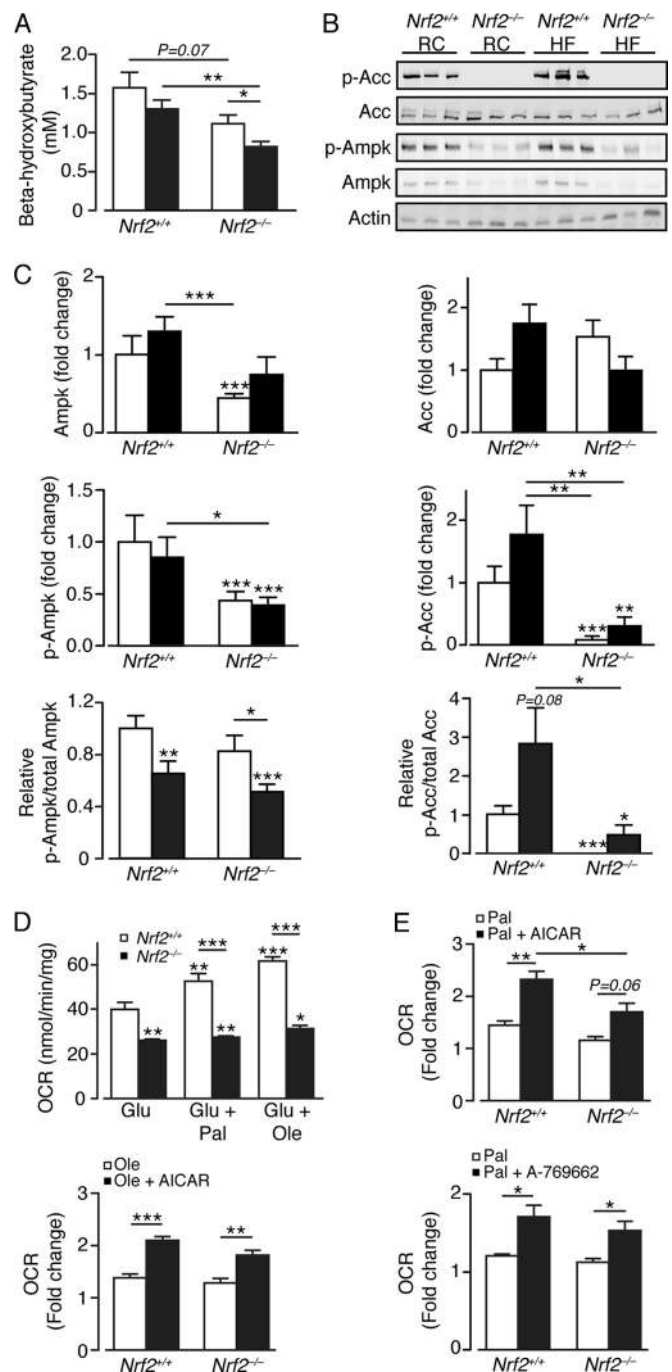 A
Beta-hydroxybutyrate
(mM)
2.0
1.5
1.0
0.5
0
P=0.07
**
*
Nrf2+/+ Nrf2–/–
B
Nrf2+/+ Nrf2–/– Nrf2+/+ Nrf2–/–
RC RC HF HF
p-Acc
Acc
p-Ampk
Ampk
Actin
C
Ampk (fold change)
2
1
0
***
***
Nrf2+/+ Nrf2–/–
Acc (fold change)
3
2
1
0
Nrf2+/+ Nrf2–/–
p-Ampk (fold change)
1.5
1.0
0.5
0.0
*
*** ***
Nrf2+/+ Nrf2–/–
p-Acc (fold change)
2
1
0
**
**
*** **
Nrf2+/+ Nrf2–/–
Relative
p-Ampk/total Ampk
1.2
0.8
0.4
0
**
*
***
Nrf2+/+ Nrf2–/–
Relative
p-Acc/total Acc
4
3
2
1
0
*
P=0.08
*** *
Nrf2+/+ Nrf2–/–
D
Nrf2+/+
Nrf2–/–
OCR (nmol/min/mg)
80
60
40
20
0
**
*** ** **
*** *** *
Glu Glu + Glu +
Pal Ole
Ole
Ole + AICAR
OCR
(Fold change)
3
2
1
0
*** **
Nrf2+/+ Nrf2–/–
E
Pal
Pal + AICAR
OCR
(Fold change)
3
2
1
0
** *
P=0.06
Nrf2+/+ Nrf2–/–
Pal
Pal + A-769662
OCR
(Fold change)
2
1
0
* *
Nrf2+/+ Nrf2–/–